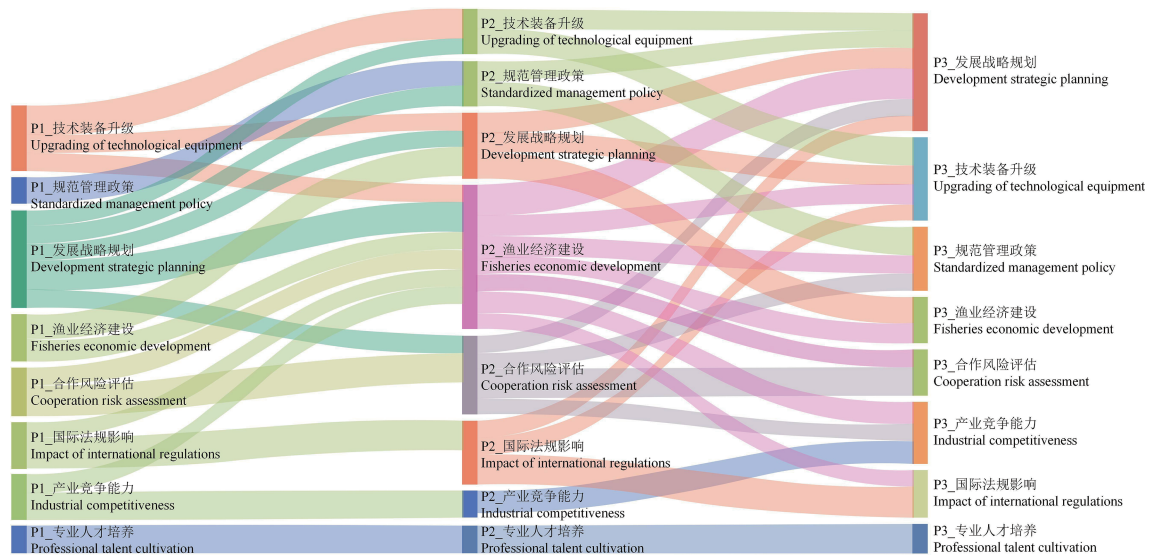 P1_技术装备升级
Upgrading of technological equipment
P1_规范管理政策
Standardized management policy
P1_发展战略规划
Development strategic planning
P1_渔业经济建设
Fisheries economic development
P1_合作风险评估
Cooperation risk assessment
P1_国际法规影响
Impact of international regulations
P1_产业竞争能力
Industrial competitiveness
P1_专业人才培养
Professional talent cultivation
P2_技术装备升级
Upgrading of technological equipment
P2_规范管理政策
Standardized management policy
P2_发展战略规划
Development strategic planning
P2_渔业经济建设
Fisheries economic development
P2_合作风险评估
Cooperation risk assessment
P2_国际法规影响
Impact of international regulations
P2_产业竞争能力
Industrial competitiveness
P2_专业人才培养
Professional talent cultivation
P3_发展战略规划
Development strategic planning
P3_技术装备升级
Upgrading of technological equipment
P3_规范管理政策
Standardized management policy
P3_渔业经济建设
Fisheries economic development
P3_合作风险评估
Cooperation risk assessment
P3_产业竞争能力
Industrial competitiveness
P3_国际法规影响
Impact of international regulations
P3_专业人才培养
Professional talent cultivation